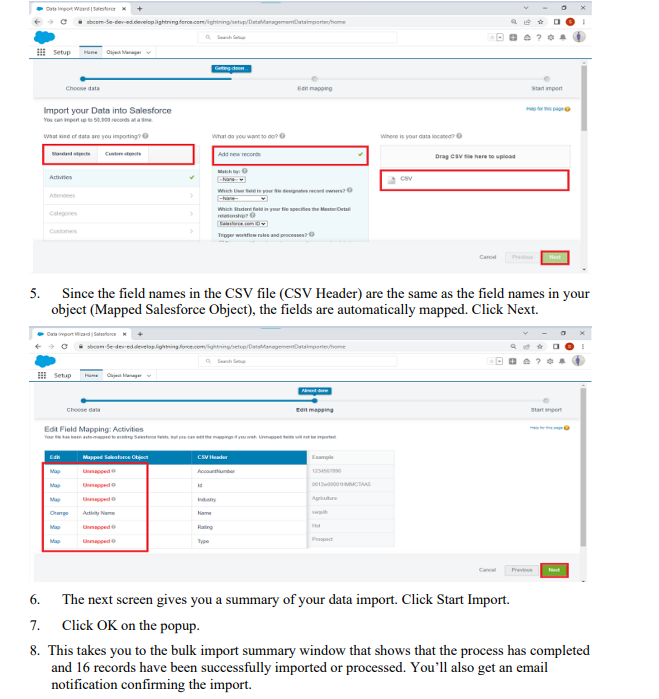 Data Import Wizard | Salesforce
sbcom-5e-dev-ed.develop.lightning.force.com/lightning/setup/DataManagementDataImporter/home
Search Setup
Setup Home Object Manager
Getting closer...
Choose data Edit mapping Start import
Import your Data into Salesforce
You can import up to 50,000 records at a time.
Help for this page
What kind of data are you importing? What do you want to do? Where is your data located?
Standard objects Custom objects
Add new records
Drag CSV file here to upload
Match by:
--None--
CSV
Activities
Which User field in your file designates record owners?
--None--
Attendees
Which Student field in your file specifies the Master/Detail
relationship?
Categories
Salesforce.com ID
Customers
Trigger workflow rules and processes?
Cancel Previous Next
5. Since the field names in the CSV file (CSV Header) are the same as the field names in your
object (Mapped Salesforce Object), the fields are automatically mapped. Click Next.
Data Import Wizard | Salesforce
sbcom-5e-dev-ed.develop.lightning.force.com/lightning/setup/DataManagementDataImporter/home
Search Setup
Setup Home Object Manager
Almost done
Choose data Edit mapping Start import
Edit Field Mapping: Activities
Help for this page
Your file has been auto-mapped to existing Salesforce fields, but you can edit the mappings if you wish. Unmapped fields will not be imported.
Edit Mapped Salesforce Object CSV Header Example
Map Unmapped AccountNumber
Map Unmapped Id
Map Unmapped Industry Agriculture
Change Activity Name Name
Map Unmapped Rating Hot
Map Unmapped Type Prospect
Cancel Previous Next
6. The next screen gives you a summary of your data import. Click Start Import.
7. Click OK on the popup.
8. This takes you to the bulk import summary window that shows that the process has completed
and 16 records have been successfully imported or processed. You’ll also get an email
notification confirming the import.